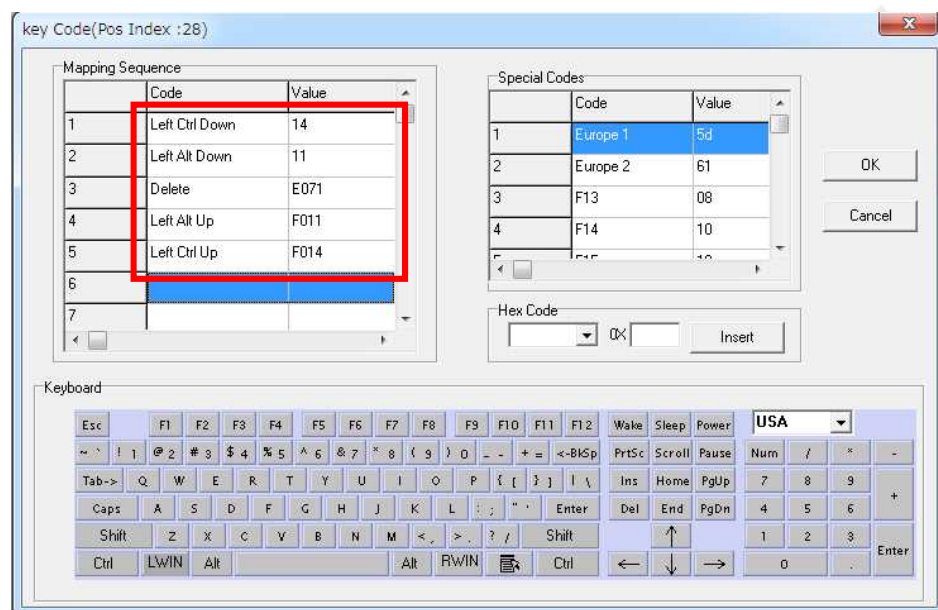 key Code(Pos Index :28)
Mapping Sequence
Code Value
1 Left Ctrl Down 14
2 Left Alt Down 11
3 Delete E071
4 Left Alt Up F011
5 Left Ctrl Up F014
6
7
Special Codes
Code Value
1 Europe 1 5d
2 Europe 2 61
3 F13 08
4 F14 10
OK
Cancel
Hex Code
0X Insert
Keyboard
Esc F1 F2 F3 F4 F5 F6 F7 F8 F9 F10 F11 F12 Wake Sleep Power USA
~ ` ! 1 @ 2 # 3 $ 4 % 5 ^ 6 & 7 * 8 ( 9 ) 0 _ - + = <-BkSp PrtSc Scroll Pause Num / * -
Tab-> Q W E R T Y U I O P { [ } ] | \ Ins Home PgUp 7 8 9 +
Caps A S D F G H J K L : ; " ' Enter Del End PgDn 4 5 6
Shift Z X C V B N M < , > . ? / Shift ↑ 1 2 3 Enter
Ctrl LWIN Alt Alt RWIN Ctrl ← ↓ → 0 .